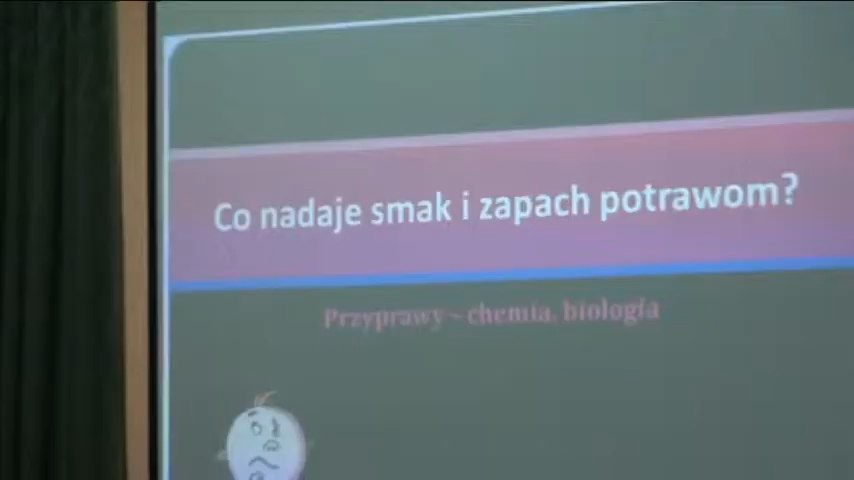 Co nadaje smak i zapach potrawom?
Przyprawy – chemia, biologia